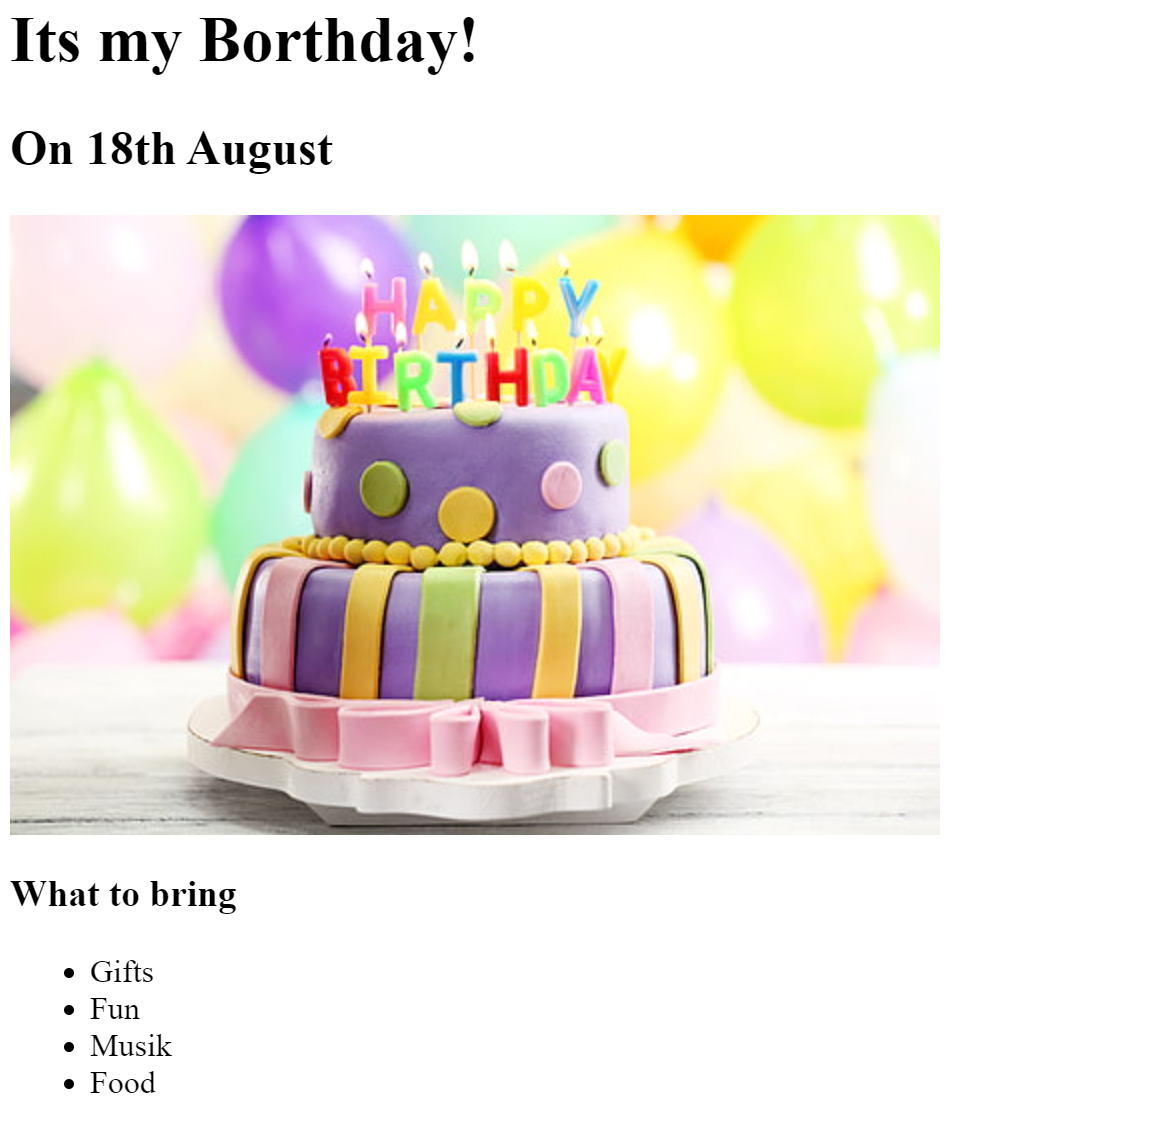 Its my Borthday!
On 18th August
HAPPY
BIRTHDAY
What to bring
Gifts
Fun
Musik
Food